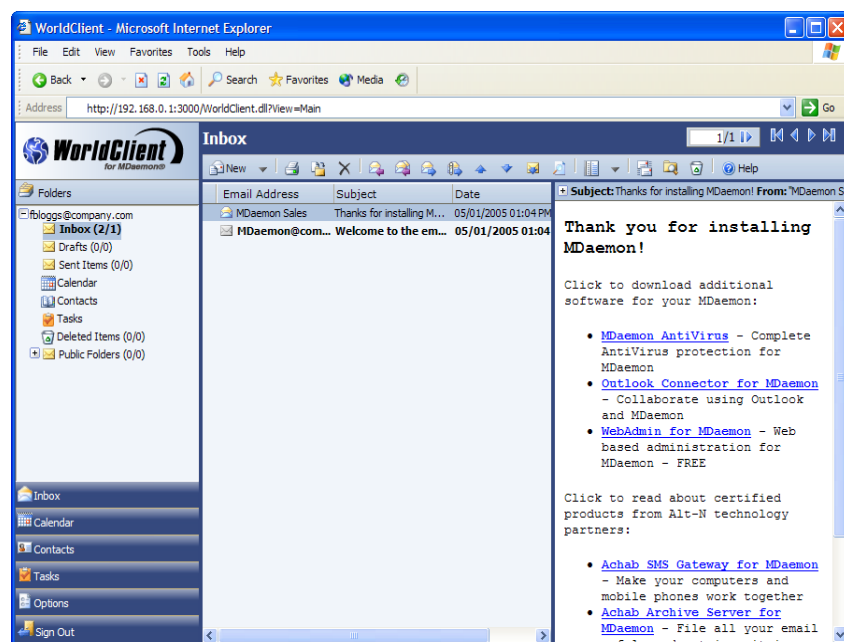 WorldClient - Microsoft Internet Explorer
File Edit View Favorites Tools Help
Back Search Favorites Media
Address http://192.168.0.1:3000/WorldClient.dll?View=Main Go
WorldClient
for MDaemon®
Inbox
1/1
New Help
Folders
fbloggs@company.com
Inbox (2/1)
Drafts (0/0)
Sent Items (0/0)
Calendar
Contacts
Tasks
Deleted Items (0/0)
Public Folders (0/0)
Inbox
Calendar
Contacts
Tasks
Options
Sign Out
Email Address Subject Date
MDaemon Sales Thanks for installing M... 05/01/2005 01:04 PM
MDaemon@com... Welcome to the em... 05/01/2005 01:04
Subject: Thanks for installing MDaemon! From: "MDaemon S
Thank you for installing
MDaemon!
Click to download additional
software for your MDaemon:
• MDaemon AntiVirus - Complete
AntiVirus protection for
MDaemon
• Outlook Connector for MDaemon
- Collaborate using Outlook
and MDaemon
• WebAdmin for MDaemon - Web
based administration for
MDaemon - FREE
Click to read about certified
products from Alt-N technology
partners:
• Achab SMS Gateway for MDaemon
- Make your computers and
mobile phones work together
• Achab Archive Server for
MDaemon - File all your email